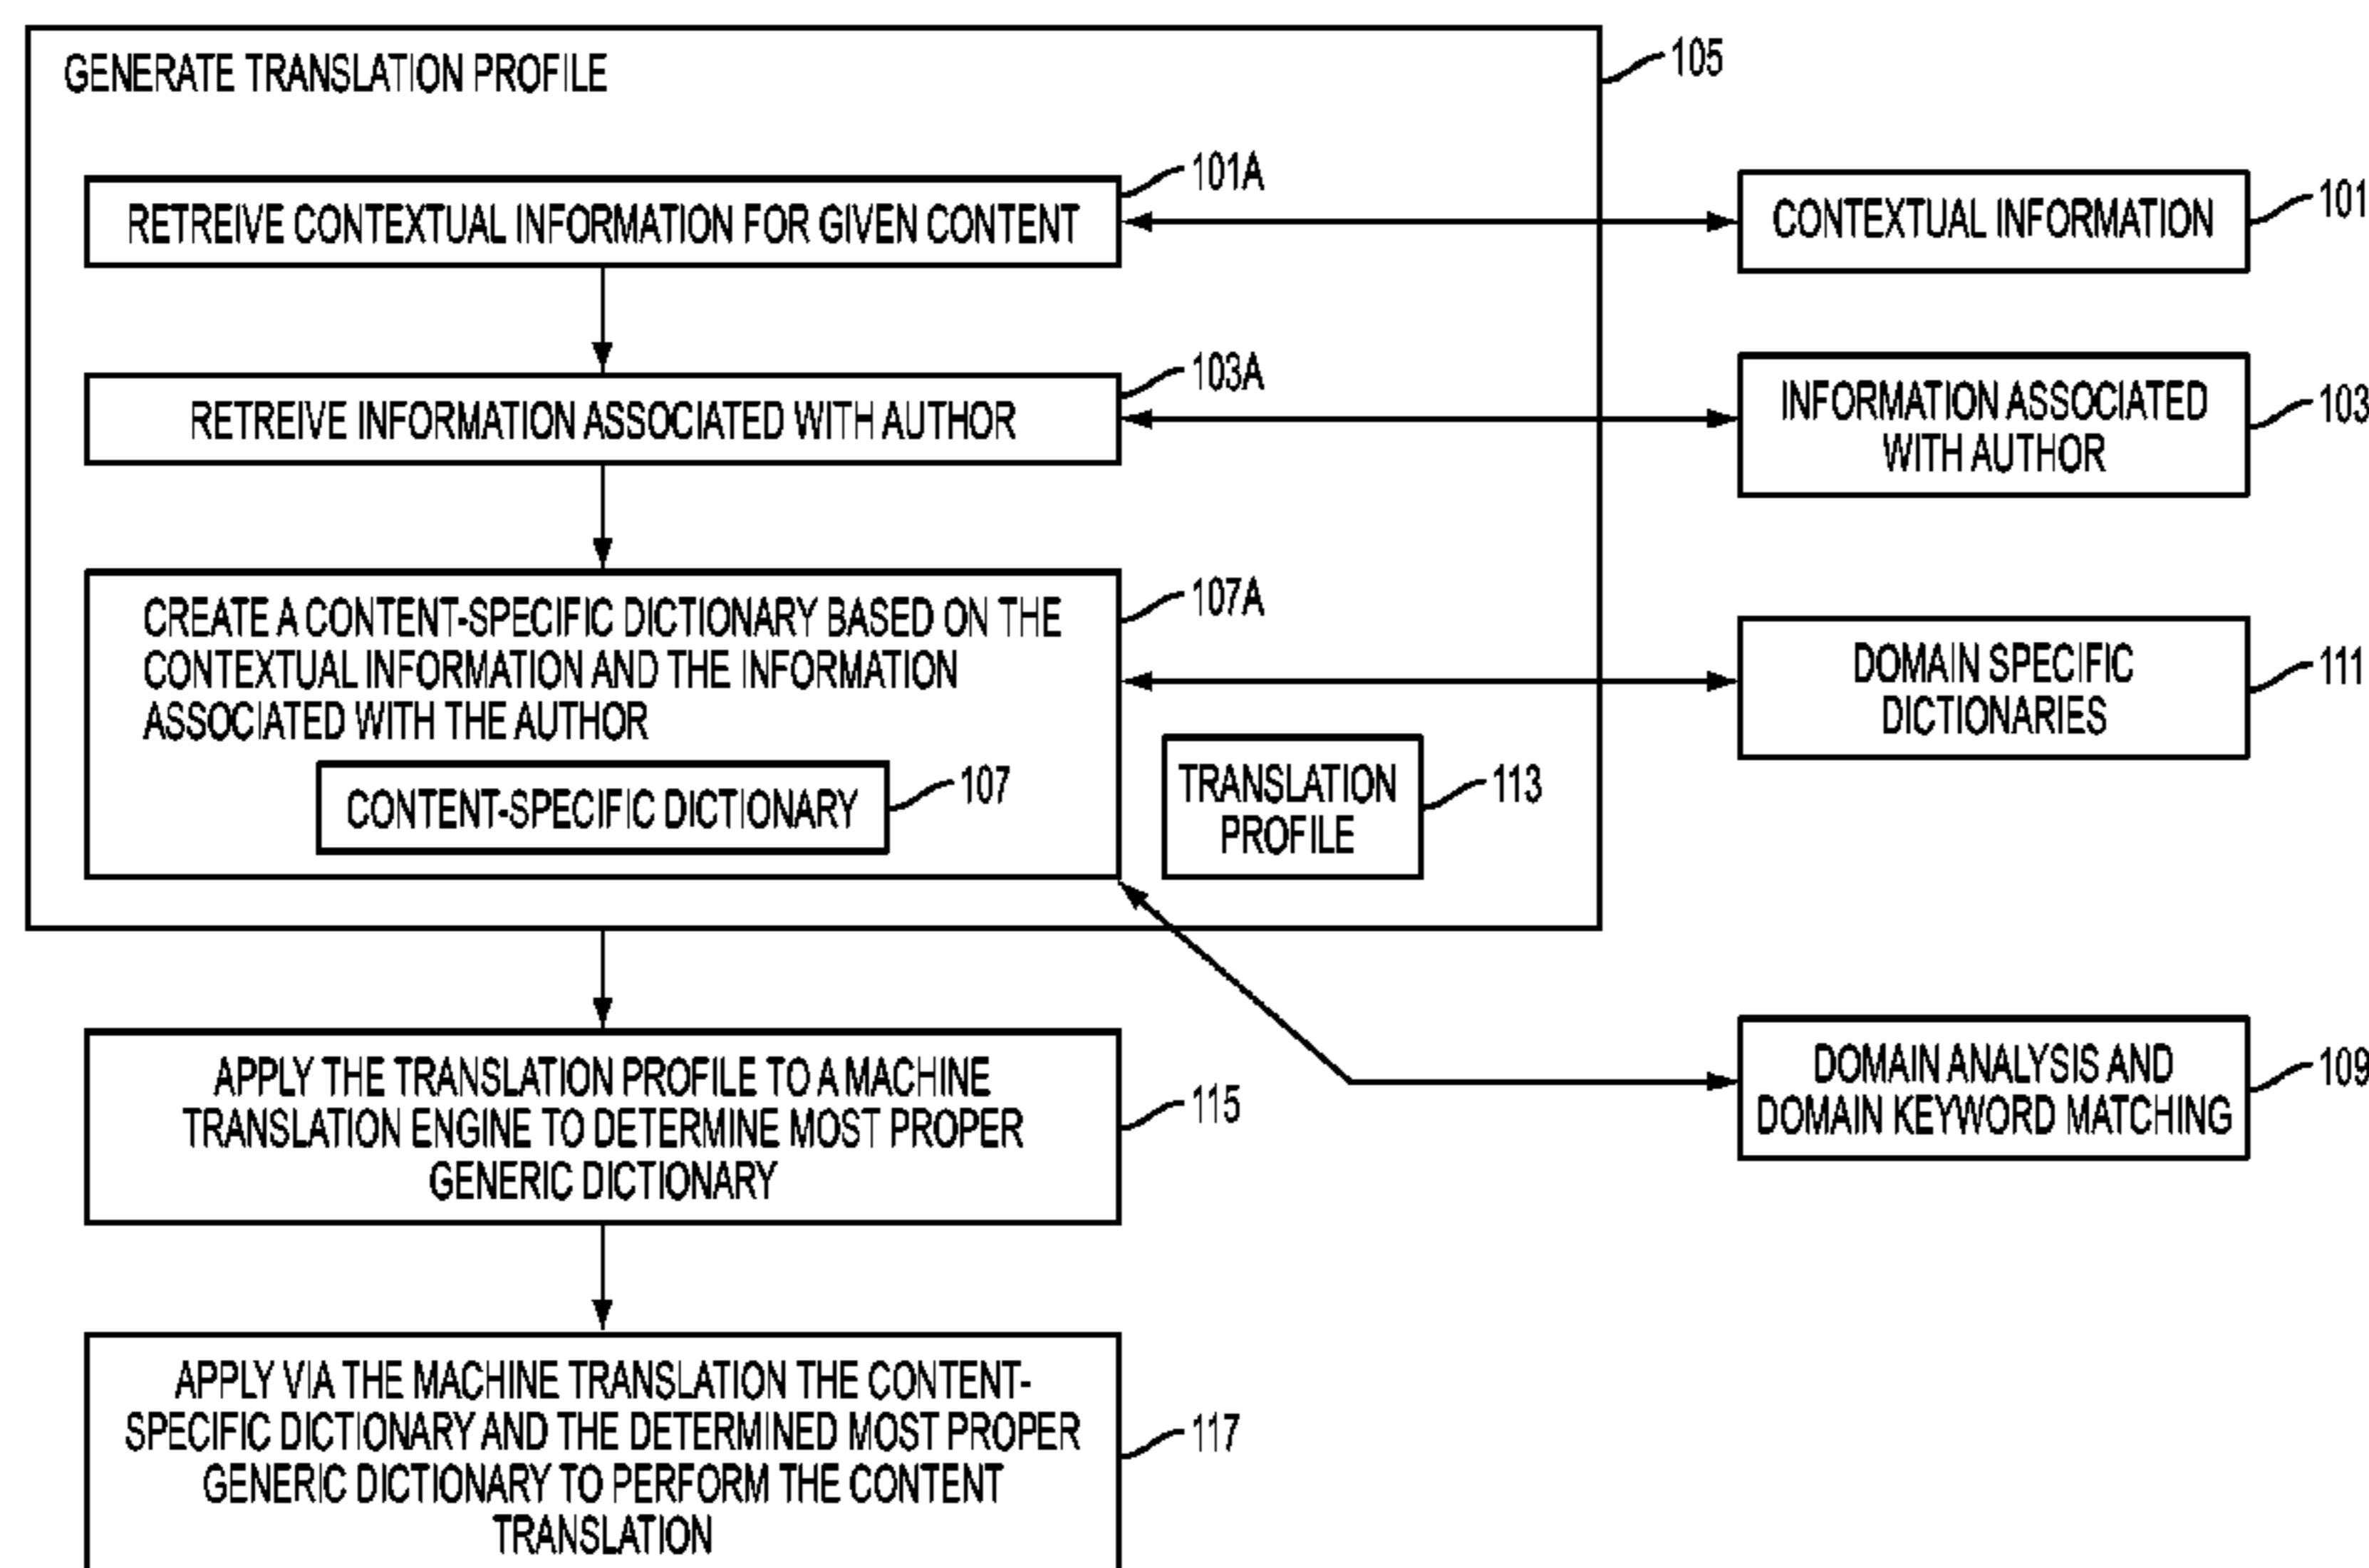 GENERATE TRANSLATION PROFILE
105
101A
RETREIVE CONTEXTUAL INFORMATION FOR GIVEN CONTENT
CONTEXTUAL INFORMATION
101
103A
RETREIVE INFORMATION ASSOCIATED WITH AUTHOR
INFORMATION ASSOCIATED
WITH AUTHOR
103
107A
CREATE A CONTENT-SPECIFIC DICTIONARY BASED ON THE
CONTEXTUAL INFORMATION AND THE INFORMATION
ASSOCIATED WITH THE AUTHOR
CONTENT-SPECIFIC DICTIONARY
107
TRANSLATION
PROFILE
113
DOMAIN SPECIFIC
DICTIONARIES
111
APPLY THE TRANSLATION PROFILE TO A MACHINE
TRANSLATION ENGINE TO DETERMINE MOST PROPER
GENERIC DICTIONARY
115
DOMAIN ANALYSIS AND
DOMAIN KEYWORD MATCHING
109
APPLY VIA THE MACHINE TRANSLATION THE CONTENT-
SPECIFIC DICTIONARY AND THE DETERMINED MOST PROPER
GENERIC DICTIONARY TO PERFORM THE CONTENT
TRANSLATION
117